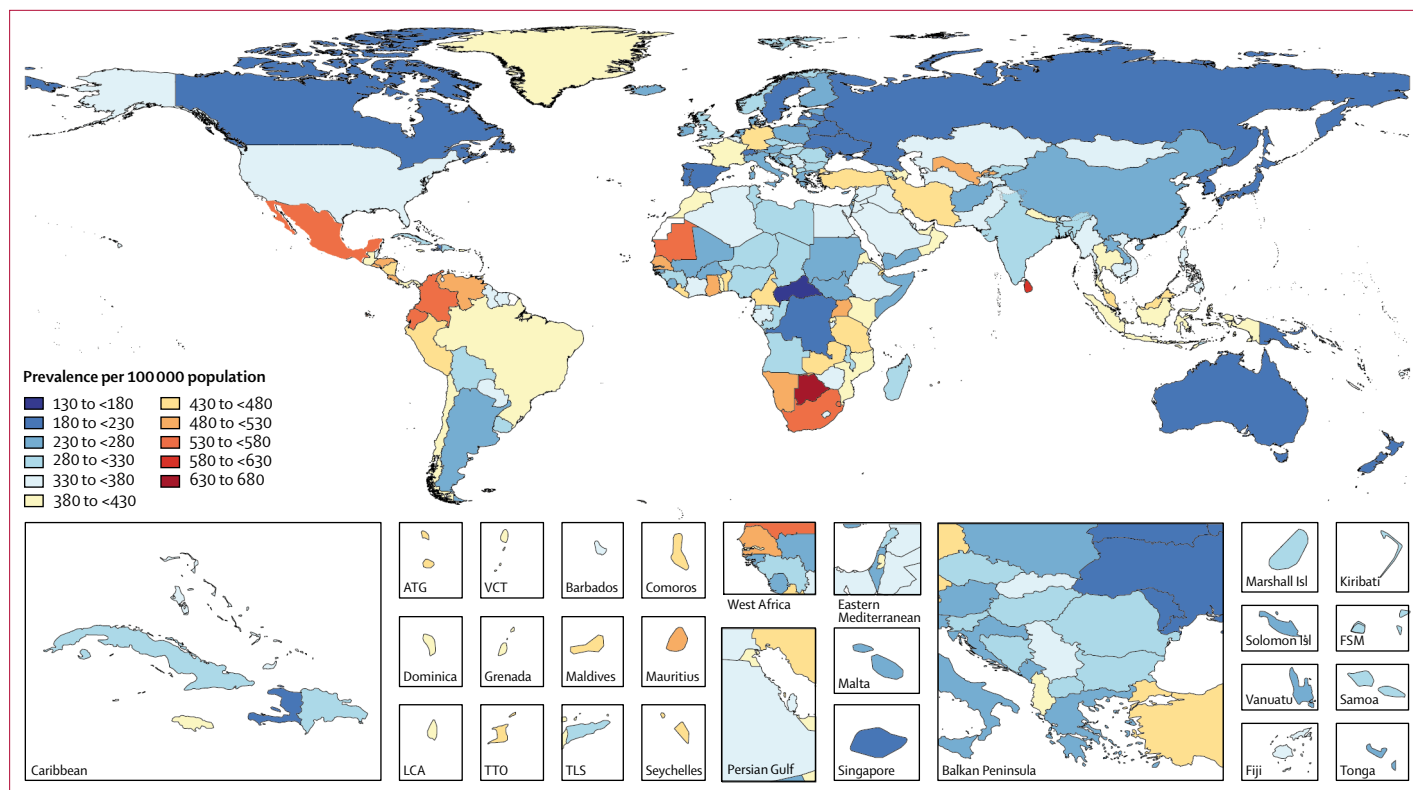 Prevalence per 100 000 population
130 to <180
180 to <230
230 to <280
280 to <330
330 to <380
380 to <430
430 to <480
480 to <530
530 to <580
580 to <630
630 to 680
Caribbean
ATG
VCT
Barbados
Comoros
Dominica
Grenada
Maldives
Mauritius
LCA
TTO
TLS
Seychelles
West Africa
Eastern
Mediterranean
Persian Gulf
Malta
Singapore
Balkan Peninsula
Marshall Isl
Kiribati
Solomon Isl
FSM
Vanuatu
Samoa
Fiji
Tonga